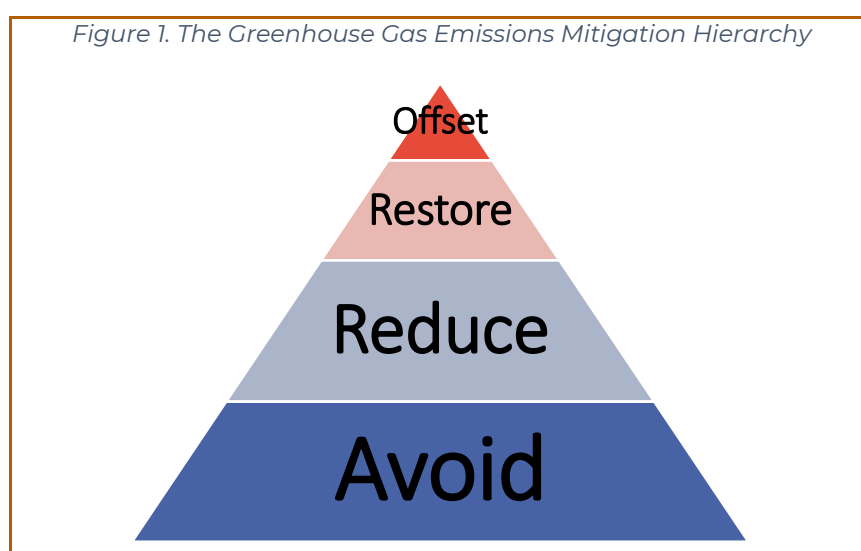 Figure 1. The Greenhouse Gas Emissions Mitigation Hierarchy
Offset
Restore
Reduce
Avoid